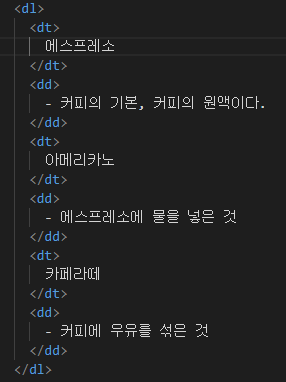 <dl>
<dt>
에스프레소
</dt>
<dd>
- 커피의 기본, 커피의 원액이다.
</dd>
<dt>
아메리카노
</dt>
<dd>
- 에스프레소에 물을 넣은 것
</dd>
<dt>
카페라떼
</dt>
<dd>
- 커피에 우유를 섞은 것
</dd>
</dl>